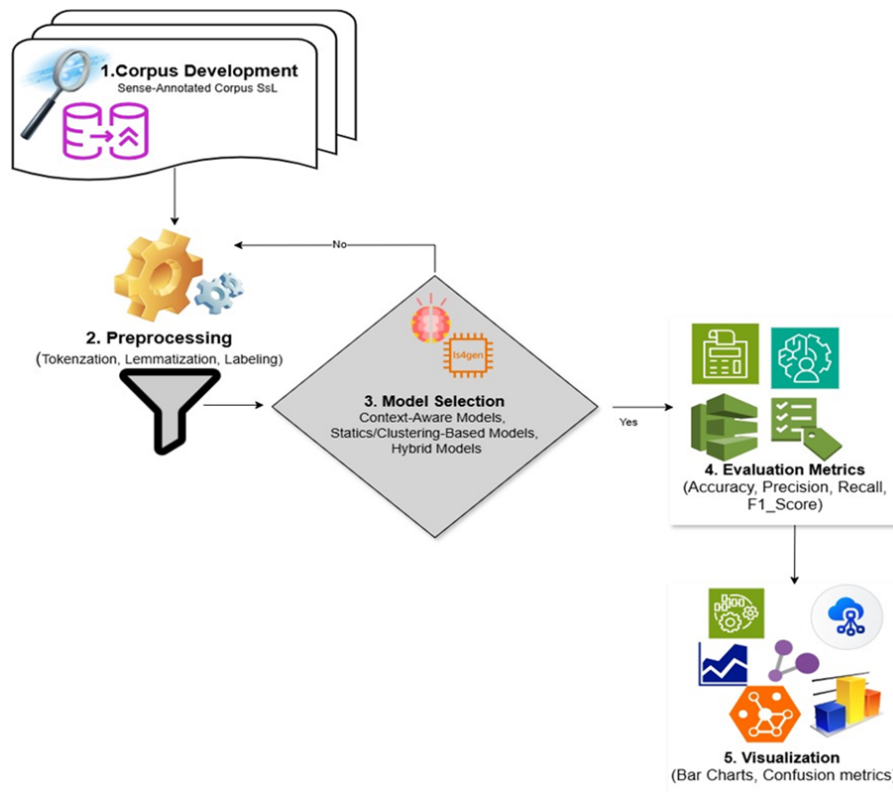 1.Corpus Development
Sense-Annotated Corpus SsL
No
2. Preprocessing
(Tokenzation, Lemmatization, Labeling)
ls4gen
3. Model Selection
Context-Aware Models,
Statics/Clustering-Based Models,
Hybrid Models
Yes
4. Evaluation Metrics
(Accuracy, Precision, Recall,
F1_Score)
5. Visualization
(Bar Charts, Confusion metrics)